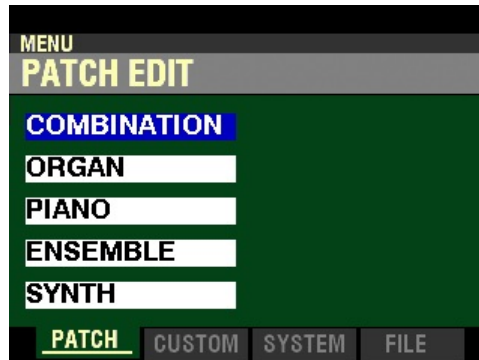 MENU
PATCH EDIT
COMBINATION
ORGAN
PIANO
ENSEMBLE
SYNTH
PATCH CUSTOM SYSTEM FILE